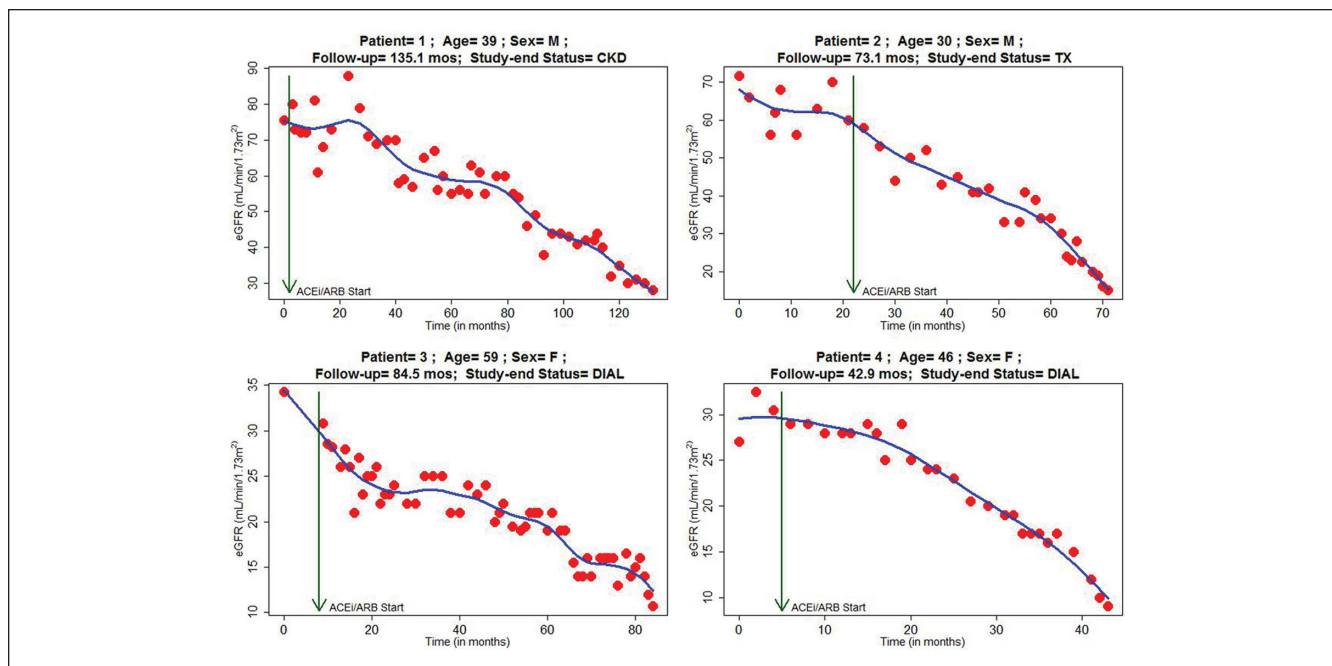 Patient= 1 ; Age= 39 ; Sex= M ;
Follow-up= 135.1 mos; Study-end Status= CKD
eGFR (mL/min/1.73m²)
90
80
70
60
50
40
30
ACEi/ARB Start
0 20 40 60 80 100 120
Time (in months)
Patient= 2 ; Age= 30 ; Sex= M ;
Follow-up= 73.1 mos; Study-end Status= TX
eGFR (mL/min/1.73m²)
70
60
50
40
30
20
ACEi/ARB Start
0 10 20 30 40 50 60 70
Time (in months)
Patient= 3 ; Age= 59 ; Sex= F ;
Follow-up= 84.5 mos; Study-end Status= DIAL
eGFR (mL/min/1.73m²)
35
30
25
20
15
10
ACEi/ARB Start
0 20 40 60 80
Time (in months)
Patient= 4 ; Age= 46 ; Sex= F ;
Follow-up= 42.9 mos; Study-end Status= DIAL
eGFR (mL/min/1.73m²)
30
25
20
15
10
ACEi/ARB Start
0 10 20 30 40
Time (in months)